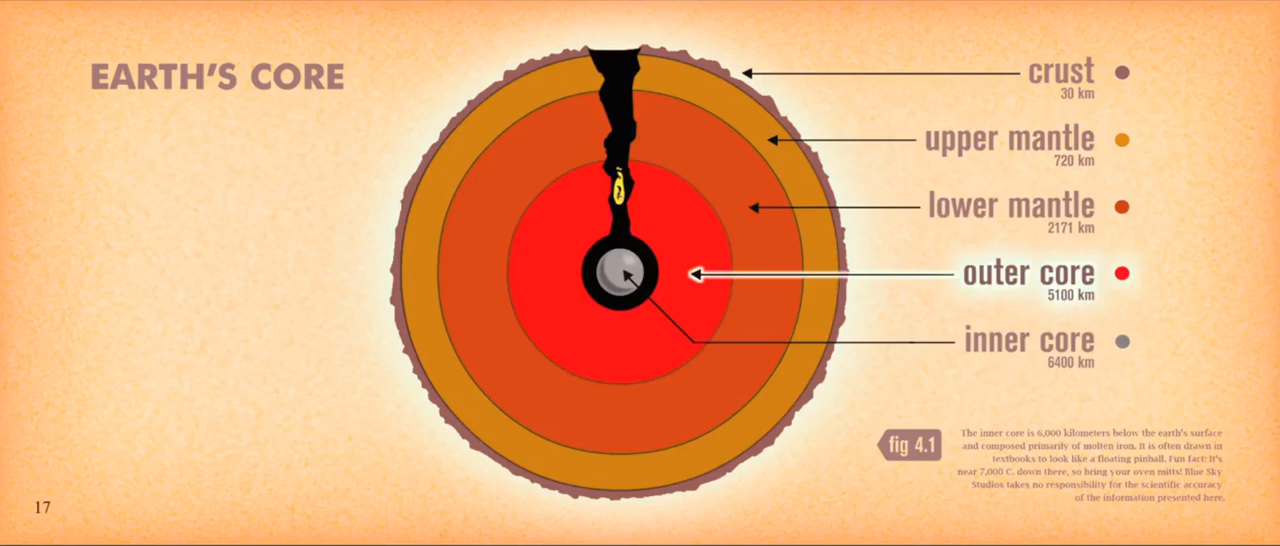 EARTH'S CORE
crust
30 km
upper mantle
720 km
lower mantle
2171 km
outer core
5100 km
inner core
6400 km
fig 4.1
The inner core is 6,000 kilometers below the earth's surface
and composed primarily of molten iron. It is often drawn in
textbooks to look like a floating pinball. Fun fact: It's
near 7,000 C. down there, so bring your oven mitts! Blue Sky
Studios takes no responsibility for the scientific accuracy
of the information presented here.
17